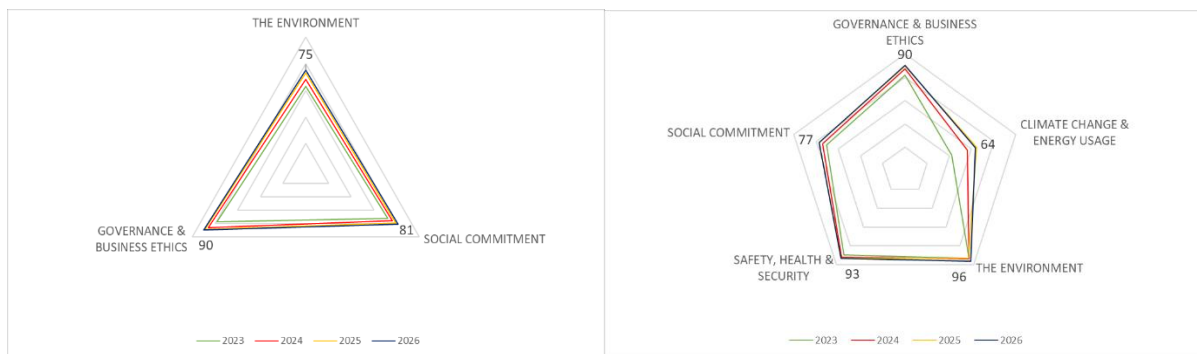 THE ENVIRONMENT
75
GOVERNANCE &
BUSINESS ETHICS
90
81
SOCIAL COMMITMENT
2023 2024 2025 2026
GOVERNANCE & BUSINESS
ETHICS
90
SOCIAL COMMITMENT
77
CLIMATE CHANGE &
ENERGY USAGE
64
SAFETY, HEALTH &
SECURITY
93
THE ENVIRONMENT
96
2023 2024 2025 2026